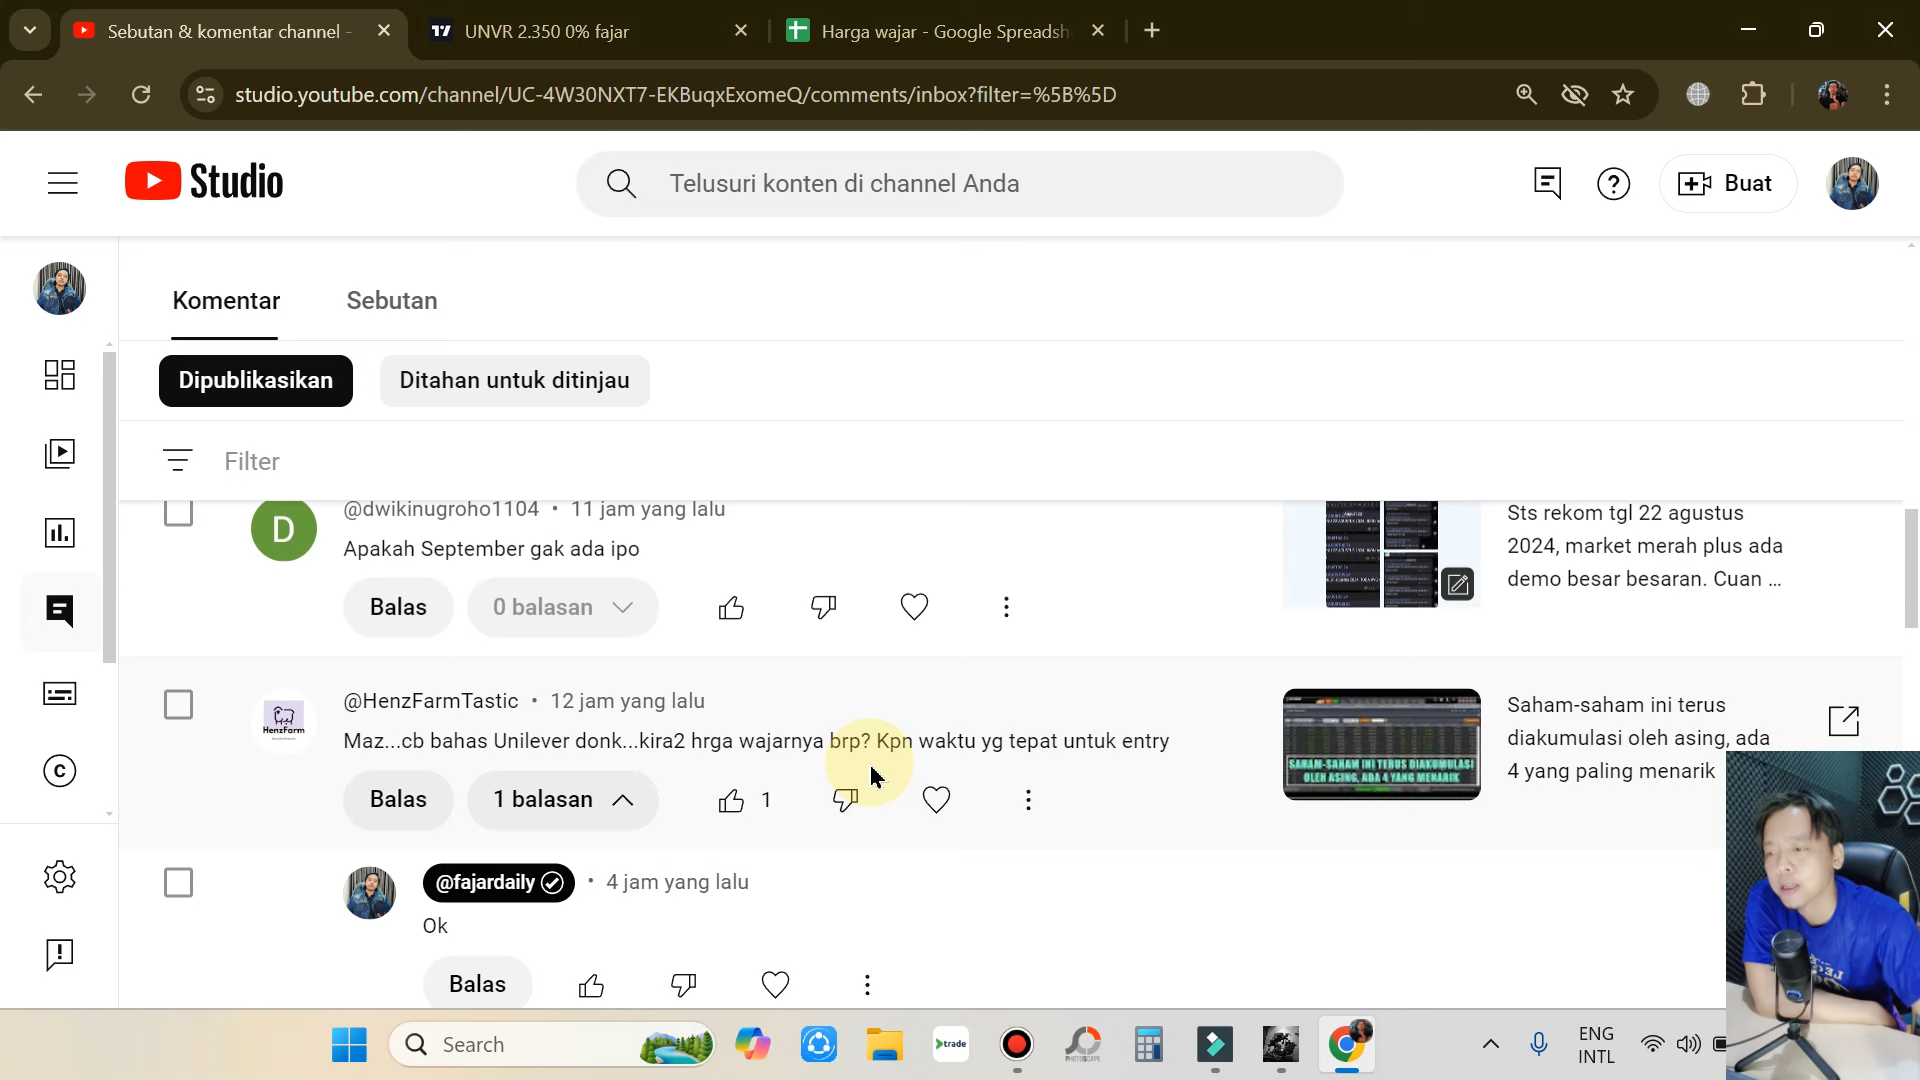 Sebutan & komentar channel -
UNVR 2.350 0% fajar
Harga wajar - Google Spreadsh
studio.youtube.com/channel/UC-4W30NXT7-EKBuqxExomeQ/comments/inbox?filter=%5B%5D
Studio
Telusuri konten di channel Anda
Buat
Komentar
Sebutan
Dipublikasikan
Ditahan untuk ditinjau
Filter
@dwikinugroho1104 • 11 jam yang lalu
Apakah September gak ada ipo
Balas
0 balasan
Sts rekom tgl 22 agustus
2024, market merah plus ada
demo besar besaran. Cuan ...
@HenzFarmTastic • 12 jam yang lalu
Maz...cb bahas Unilever donk...kira2 hrga wajarnya brp? Kpn waktu yg tepat untuk entry
Balas
1 balasan
1
HenzFarm
SAHAM-SAHAM INI TERUS DIAKUMULASI
OLEH ASING, ADA 4 YANG MENARIK
Saham-saham ini terus
diakumulasi oleh asing, ada
4 yang paling menarik
@fajardaily • 4 jam yang lalu
Ok
Balas
Search
trade
PHOTOSCAPE
ENG
INTL